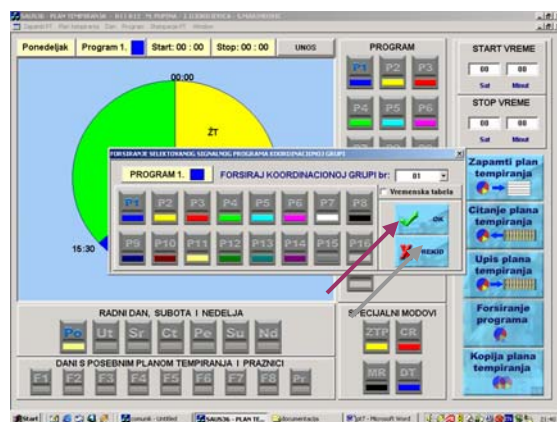 Ponedeljak Program 1. Start: 00 : 00 Stop: 00 : 00 UNOS
PROGRAM
P1 P2 P3
P4 P5 P6
START VREME
00 00
Sat Minut
STOP VREME
00 00
Sat Minut
00:00
ŽT
15:30
FORSIRANJE SELEKTOVANOG SIGNALNOG PROGRAMA KOORDINACIONOJ GRUPI
PROGRAM 1. FORSIRAJ KOORDINACIONOJ GRUPI br: 01
Vremenska tabela
P1 P2 P3 P4 P5 P6 P7 P8
P9 P10 P11 P12 P13 P14 P15 P16
OK
Zapamti plan tempiranja
Citanje plana tempiranja
Upis plana tempiranja
Forsiranje programa
Kopija plana tempiranja
RADNI DAN, SUBOTA I NEDELJA
Po Ut Sr Ct Pe Su Nd
DANI S POSEBNIM PLANOM TEMPIRANJA I PRAZNICI
F1 F2 F3 F4 F5 F6 F7 F8 Pr.
SPECIJALNI MODOVI
ZTP CR
MR DT
Start